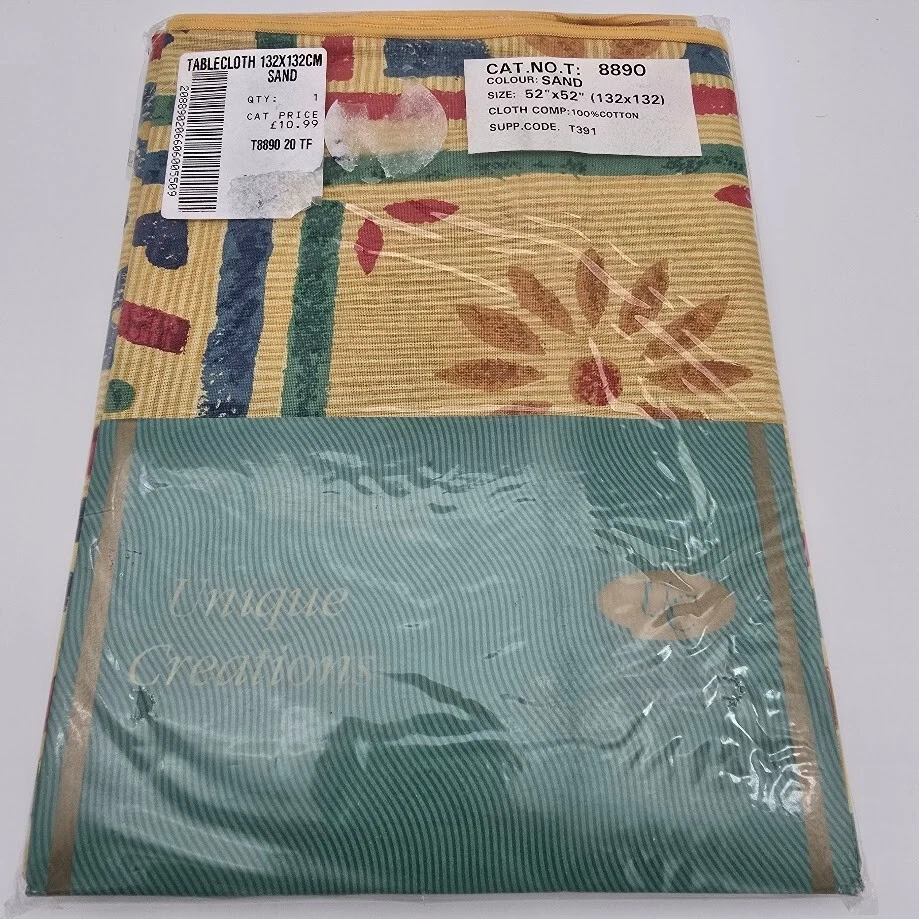 TABLECLOTH 132X132CM
SAND
QTY: 1
CAT PRICE
£10.99
T8890 20 TF
CAT.NO.T: 8890
COLOUR: SAND
SIZE: 52"x52" (132x132)
CLOTH COMP:100%COTTON
SUPP.CODE. T391
Unique
Creations